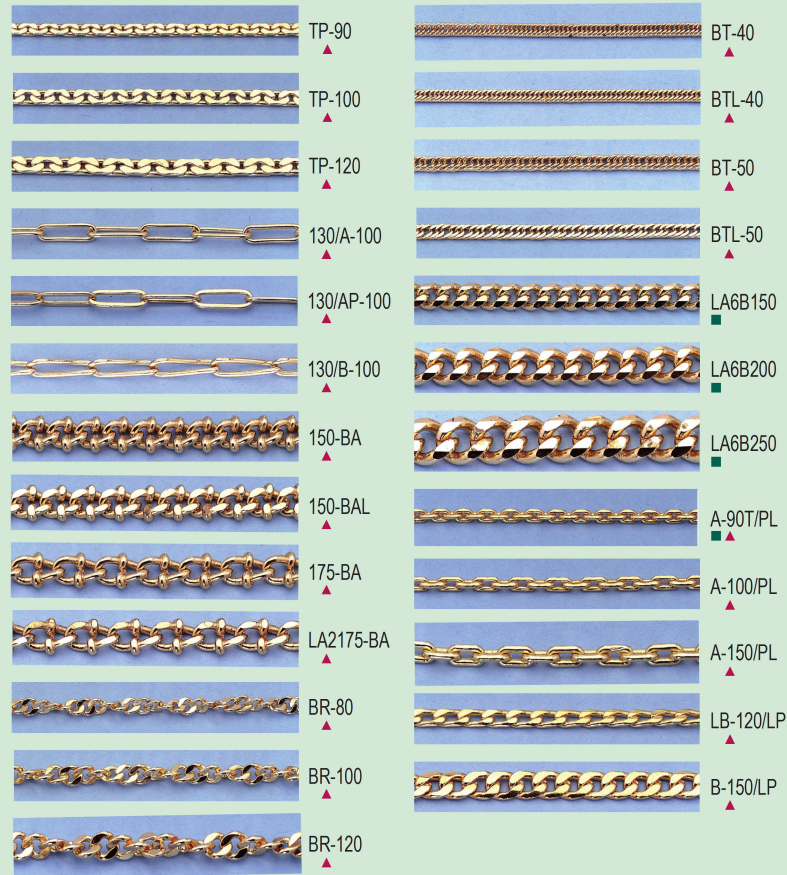 TP-90
TP-100
TP-120
130/A-100
130/AP-100
130/B-100
150-BA
150-BAL
175-BA
LA2175-BA
BR-80
BR-100
BR-120
BT-40
BTL-40
BT-50
BTL-50
LA6B150
LA6B200
LA6B250
A-90T/PL
A-100/PL
A-150/PL
LB-120/LP
B-150/LP